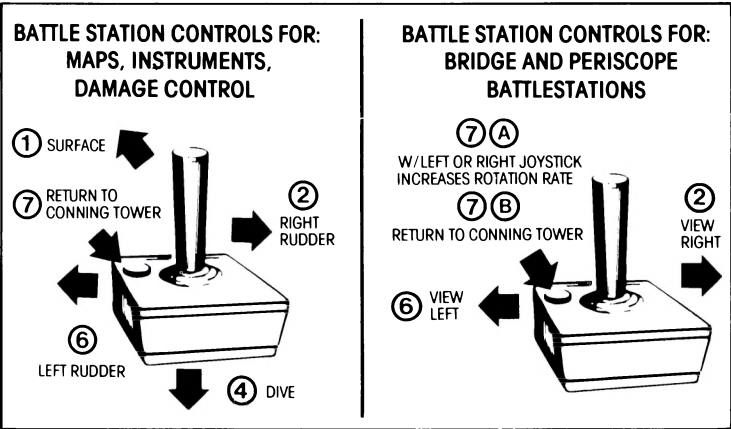 BATTLE STATION CONTROLS FOR:
MAPS, INSTRUMENTS,
DAMAGE CONTROL
1 SURFACE
7 RETURN TO
CONNING TOWER
2
RIGHT
RUDDER
6
LEFT RUDDER
4 DIVE
BATTLE STATION CONTROLS FOR:
BRIDGE AND PERISCOPE
BATTLESTATIONS
7 A
W/LEFT OR RIGHT JOYSTICK
INCREASES ROTATION RATE
7 B
RETURN TO CONNING TOWER
2
VIEW
RIGHT
6 VIEW
LEFT